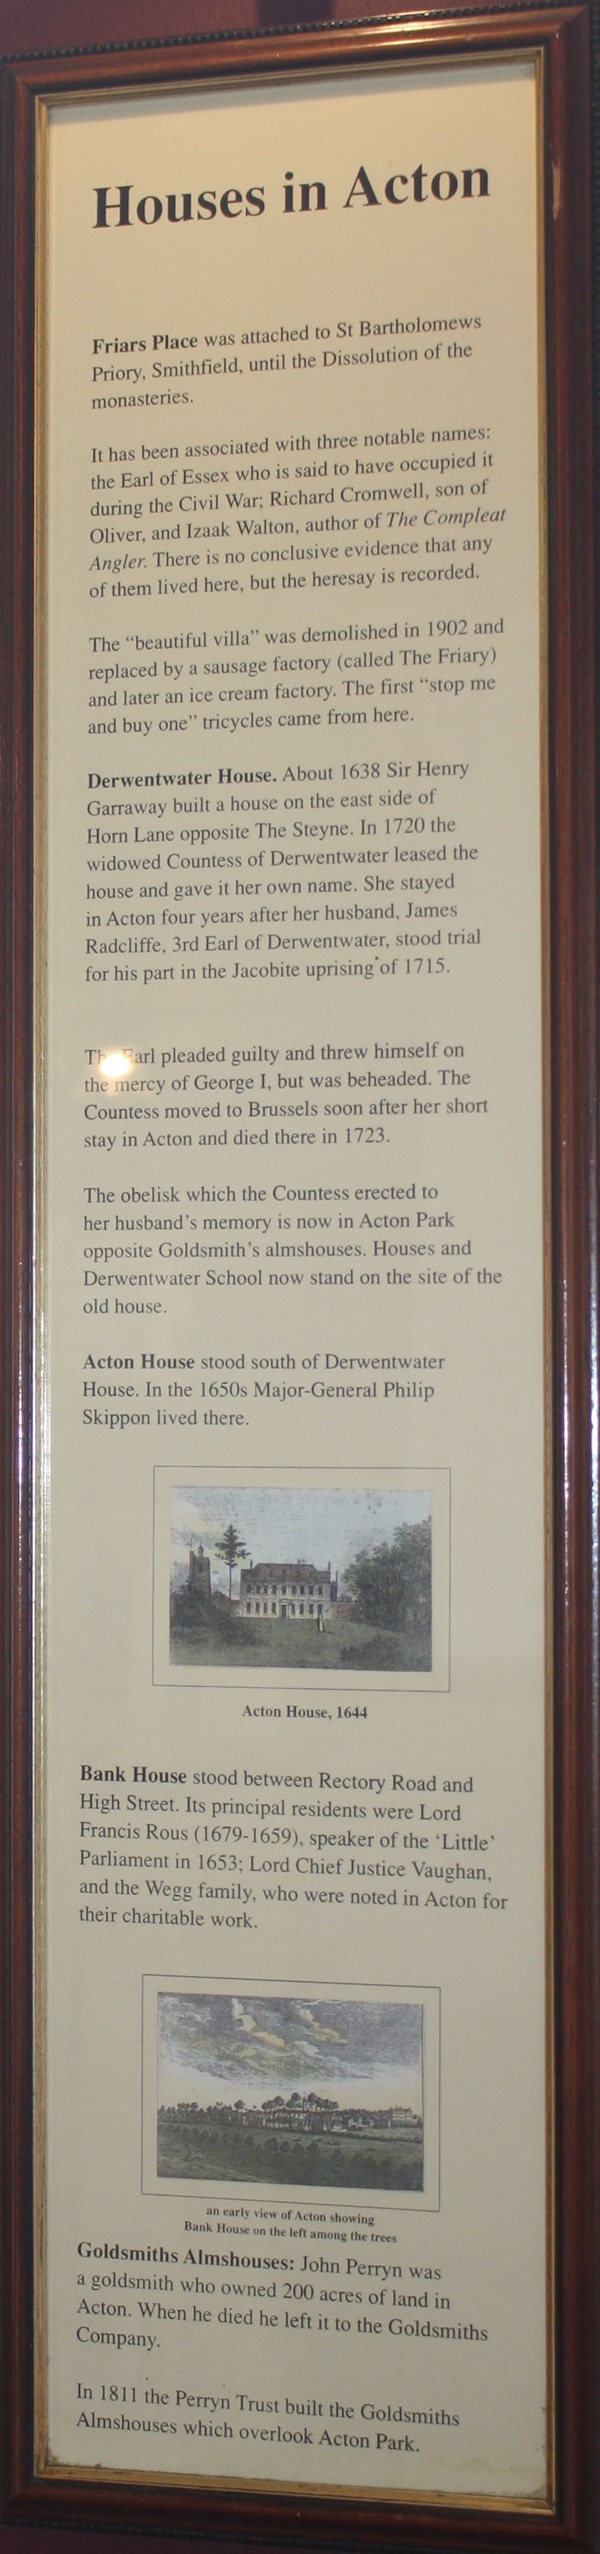 Houses in Acton
Friars Place was attached to St Bartholomews
Priory, Smithfield, until the Dissolution of the
monasteries.
It has been associated with three notable names:
the Earl of Essex who is said to have occupied it
during the Civil War; Richard Cromwell, son of
Oliver, and Izaak Walton, author of The Compleat
Angler. There is no conclusive evidence that any
of them lived here, but the heresay is recorded.
The “beautiful villa” was demolished in 1902 and
replaced by a sausage factory (called The Friary)
and later an ice cream factory. The first “stop me
and buy one” tricycles came from here.
Derwentwater House. About 1638 Sir Henry
Garraway built a house on the east side of
Horn Lane opposite The Steyne. In 1720 the
widowed Countess of Derwentwater leased the
house and gave it her own name. She stayed
in Acton four years after her husband, James
Radcliffe, 3rd Earl of Derwentwater, stood trial
for his part in the Jacobite uprising of 1715.
The Earl pleaded guilty and threw himself on
the mercy of George I, but was beheaded. The
Countess moved to Brussels soon after her short
stay in Acton and died there in 1723.
The obelisk which the Countess erected to
her husband’s memory is now in Acton Park
opposite Goldsmith’s almshouses. Houses and
Derwentwater School now stand on the site of the
old house.
Acton House stood south of Derwentwater
House. In the 1650s Major-General Philip
Skippon lived there.
Acton House, 1644
Bank House stood between Rectory Road and
High Street. Its principal residents were Lord
Francis Rous (1679-1659), speaker of the ‘Little’
Parliament in 1653; Lord Chief Justice Vaughan,
and the Wegg family, who were noted in Acton for
their charitable work.
an early view of Acton showing
Bank House on the left among the trees
Goldsmiths Almshouses: John Perryn was
a goldsmith who owned 200 acres of land in
Acton. When he died he left it to the Goldsmiths
Company.
In 1811 the Perryn Trust built the Goldsmiths
Almshouses which overlook Acton Park.